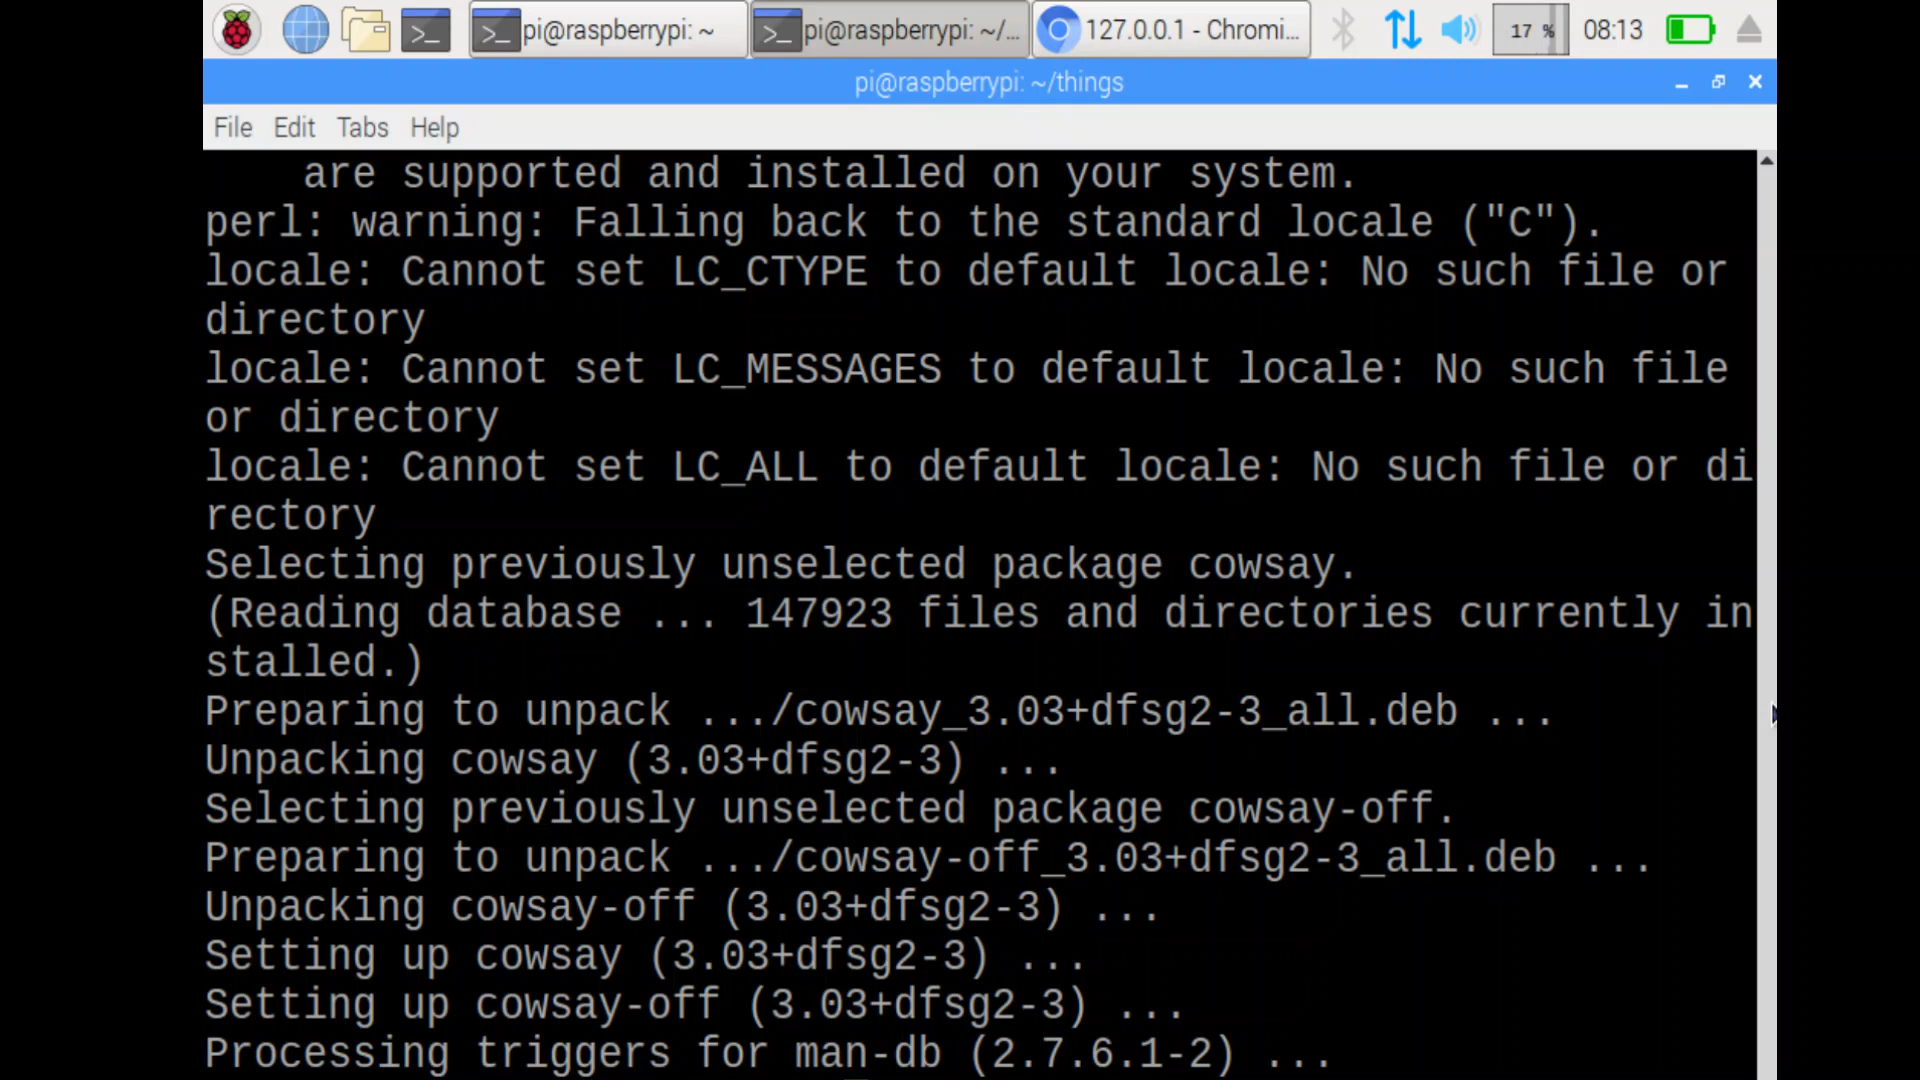 pi@raspberrypi: ~
pi@raspberrypi: ~/...
127.0.0.1 - Chromi...
17 %
08:13
pi@raspberrypi: ~/things
File Edit Tabs Help
are supported and installed on your system.
perl: warning: Falling back to the standard locale ("C").
locale: Cannot set LC_CTYPE to default locale: No such file or
directory
locale: Cannot set LC_MESSAGES to default locale: No such file
or directory
locale: Cannot set LC_ALL to default locale: No such file or di
rectory
Selecting previously unselected package cowsay.
(Reading database ... 147923 files and directories currently in
stalled.)
Preparing to unpack .../cowsay_3.03+dfsg2-3_all.deb ...
Unpacking cowsay (3.03+dfsg2-3) ...
Selecting previously unselected package cowsay-off.
Preparing to unpack .../cowsay-off_3.03+dfsg2-3_all.deb ...
Unpacking cowsay-off (3.03+dfsg2-3) ...
Setting up cowsay (3.03+dfsg2-3) ...
Setting up cowsay-off (3.03+dfsg2-3) ...
Processing triggers for man-db (2.7.6.1-2) ...